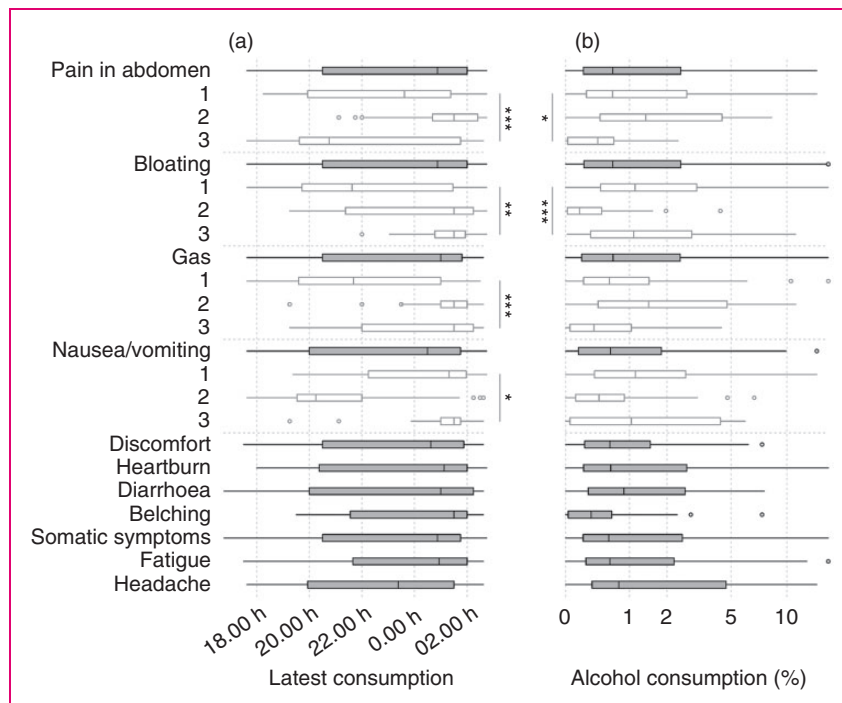 (a) (b)
Pain in abdomen
1
2
3
***
*
Bloating
1
2
3
**
***
Gas
1
2
3
***
Nausea/vomiting
1
2
3
*
Discomfort
Heartburn
Diarrhoea
Belching
Somatic symptoms
Fatigue
Headache
18.00 h 20.00 h 22.00 h 0.00 h 02.00 h 0 1 2 5 10
Latest consumption Alcohol consumption (%)